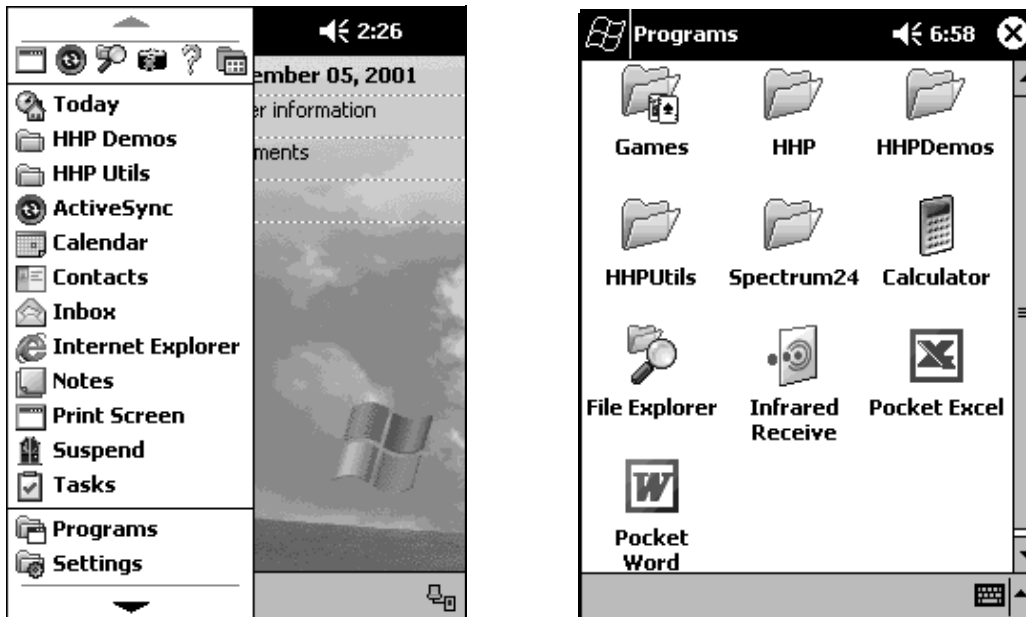 2:26
ember 05, 2001
er information
ments
Today
HHP Demos
HHP Utils
ActiveSync
Calendar
Contacts
Inbox
Internet Explorer
Notes
Print Screen
Suspend
Tasks
Programs
Settings
Programs
6:58
Games
HHP
HHPDemos
HHPUtils
Spectrum24
Calculator
File Explorer
Infrared
Receive
Pocket Excel
Pocket
Word